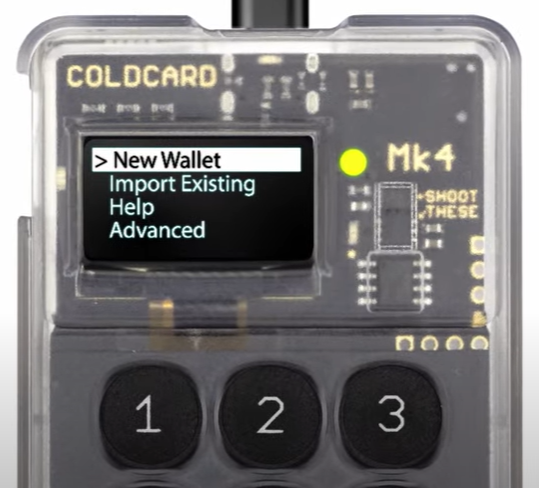 COLDCARD
> New Wallet
Import Existing
Help
Advanced
Mk4
SHOOT
THESE
1 2 3